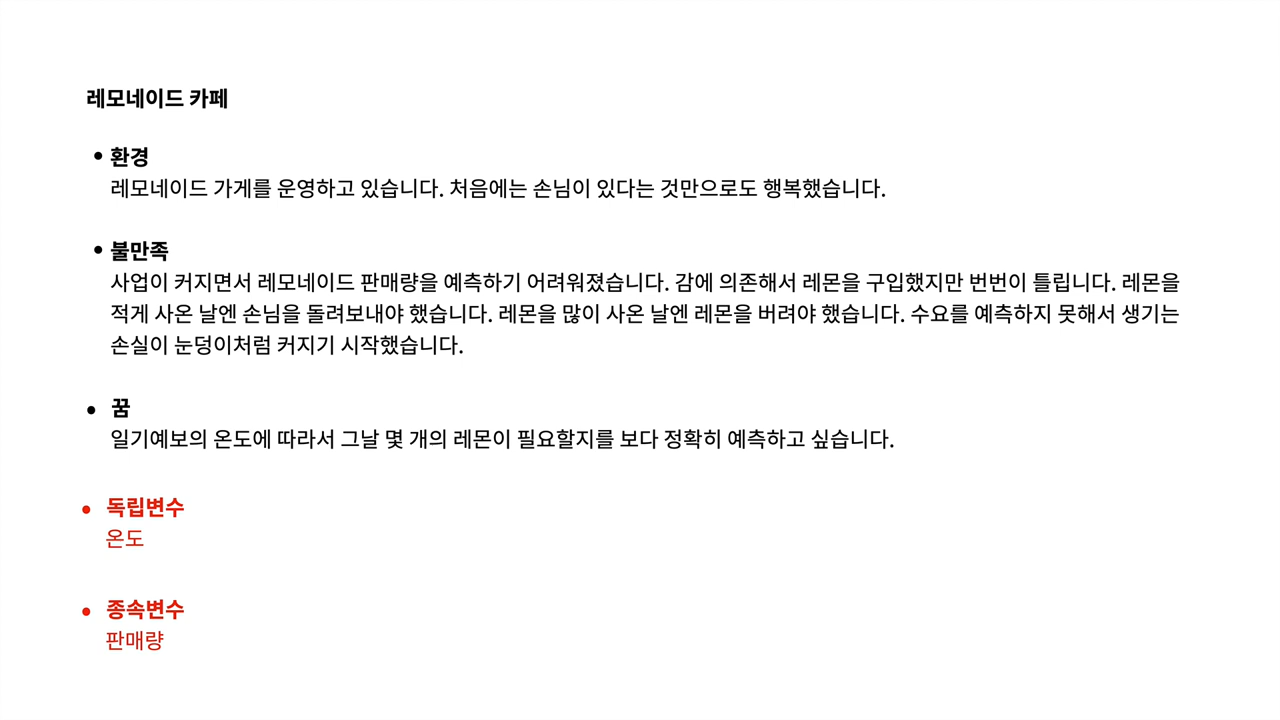 레모네이드 카페
• 환경
레모네이드 가게를 운영하고 있습니다. 처음에는 손님이 있다는 것만으로도 행복했습니다.
• 불만족
사업이 커지면서 레모네이드 판매량을 예측하기 어려워졌습니다. 감에 의존해서 레몬을 구입했지만 번번이 틀립니다. 레몬을
적게 사온 날엔 손님을 돌려보내야 했습니다. 레몬을 많이 사온 날엔 레몬을 버려야 했습니다. 수요를 예측하지 못해서 생기는
손실이 눈덩이처럼 커지기 시작했습니다.
• 꿈
일기예보의 온도에 따라서 그날 몇 개의 레몬이 필요할지를 보다 정확히 예측하고 싶습니다.
• 독립변수
온도
• 종속변수
판매량